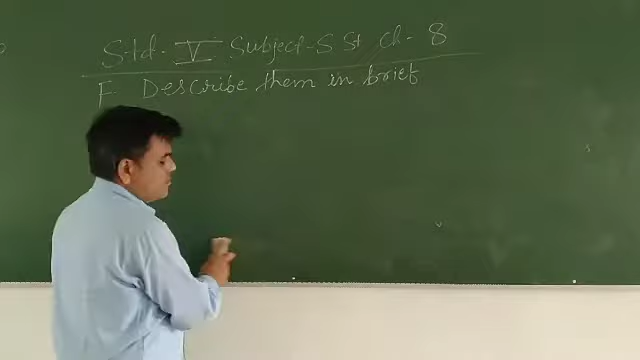 Std. V Subject - S St ch - 8
F. Describe them in brief